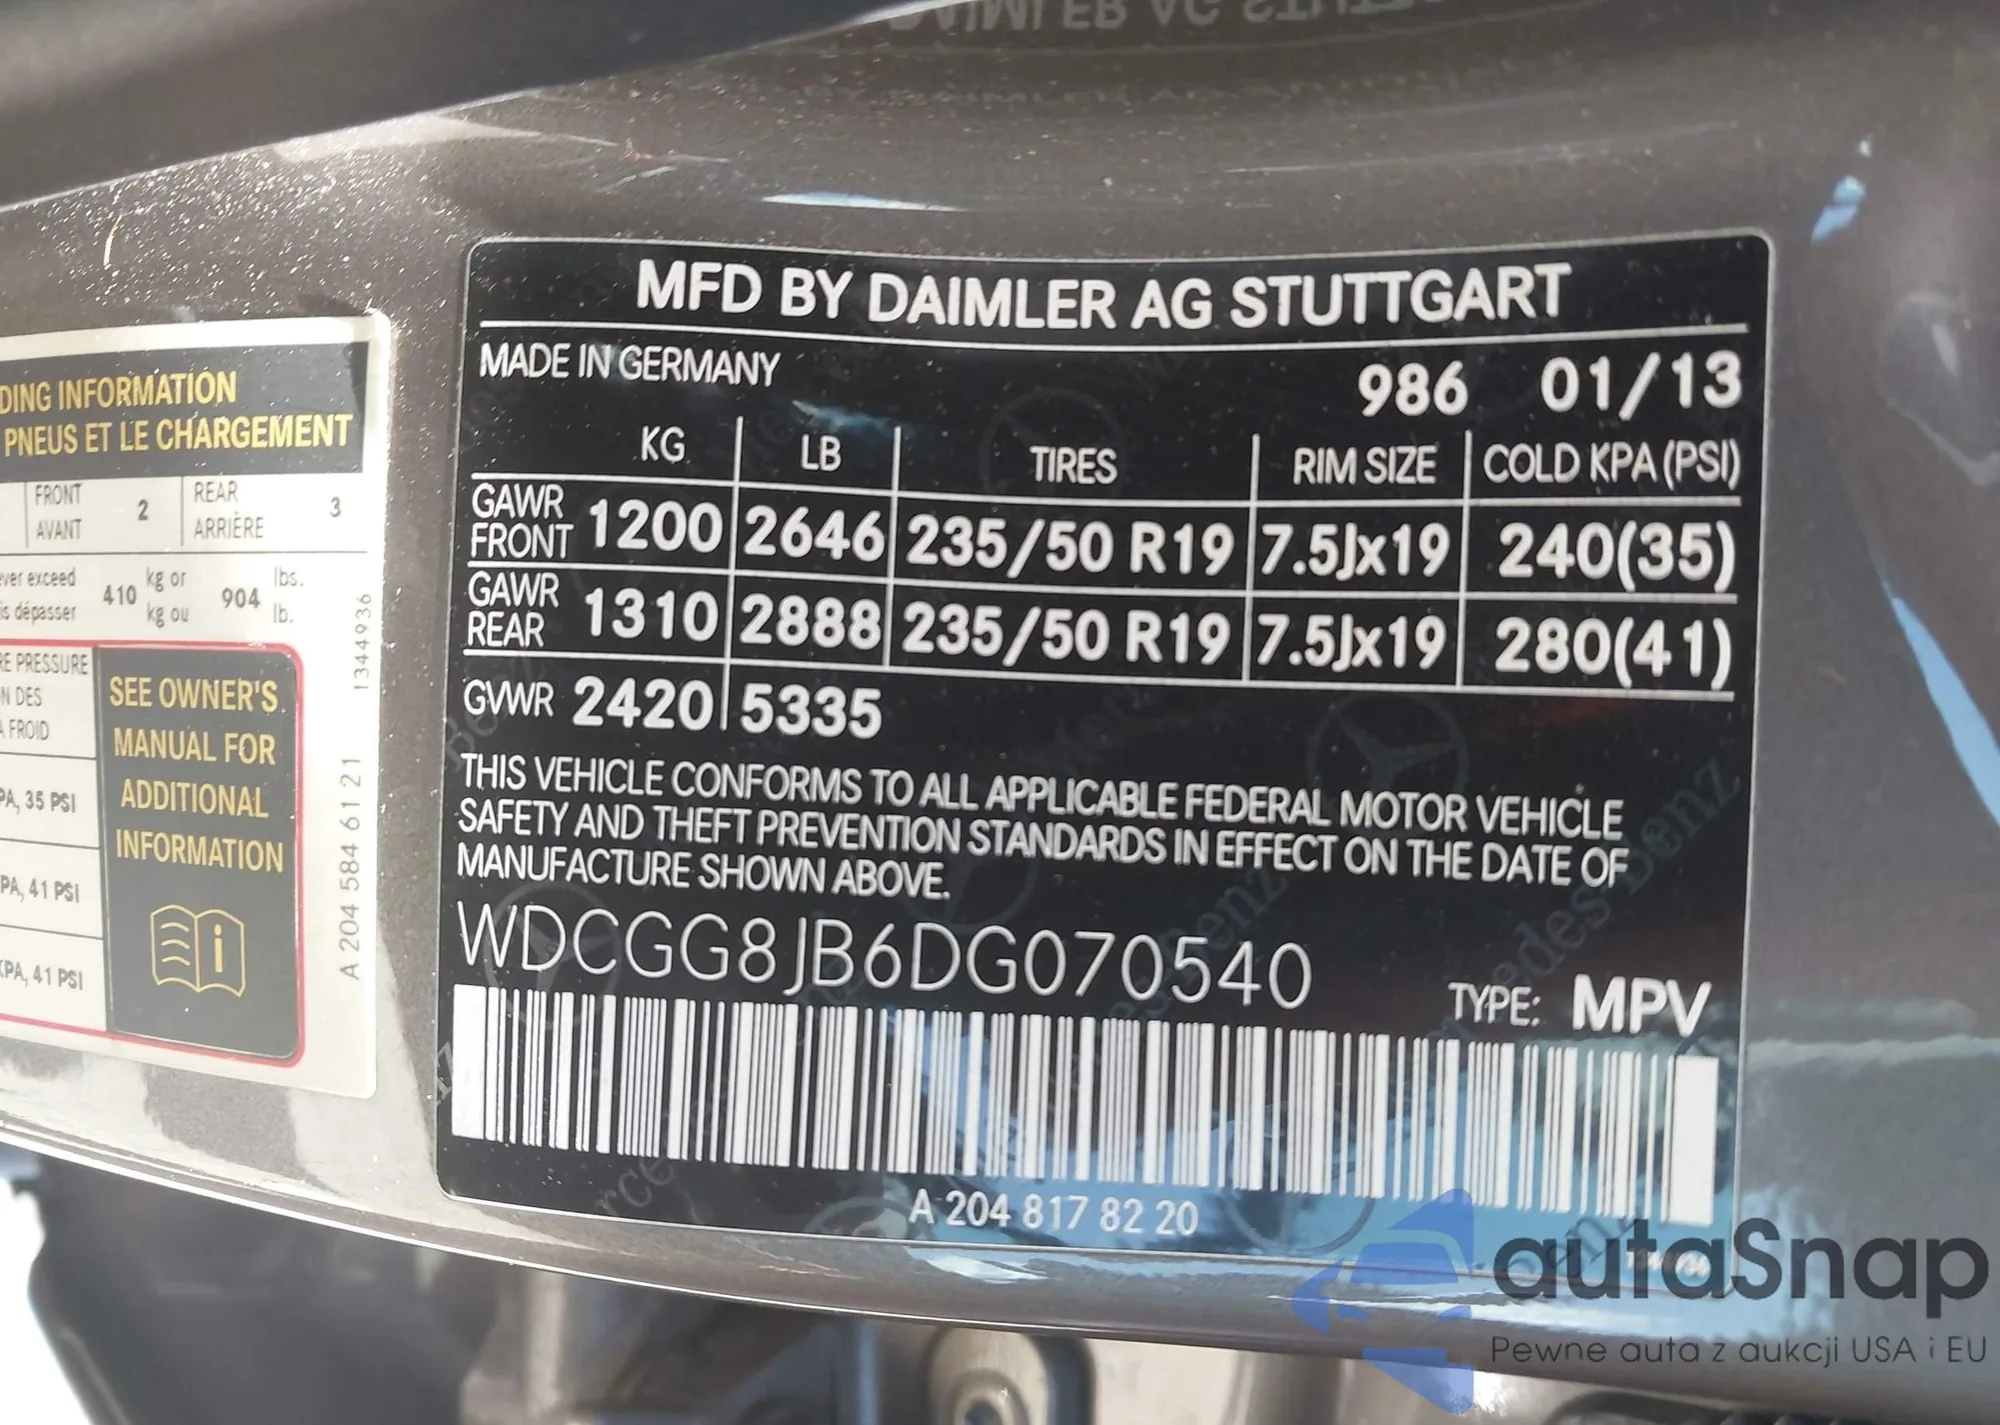 DING INFORMATION
PNEUS ET LE CHARGEMENT
FRONT
AVANT
2
REAR
ARRIÈRE
3
ver exceed
is dépasser
410
kg or
kg ou
904
lbs.
lb.
RE PRESSURE
N DES
A FROID
PA, 35 PSI
PA, 41 PSI
KPA, 41 PSI
SEE OWNER'S
MANUAL FOR
ADDITIONAL
INFORMATION
1344936
A 204 584 61 21
MFD BY DAIMLER AG STUTTGART
MADE IN GERMANY
986 01/13
KG LB TIRES RIM SIZE COLD KPA (PSI)
GAWR
FRONT 1200 2646 235/50 R19 7.5Jx19 240(35)
GAWR
REAR 1310 2888 235/50 R19 7.5Jx19 280(41)
GVWR 2420 5335
THIS VEHICLE CONFORMS TO ALL APPLICABLE FEDERAL MOTOR VEHICLE
SAFETY AND THEFT PREVENTION STANDARDS IN EFFECT ON THE DATE OF
MANUFACTURE SHOWN ABOVE.
WDCGG8JB6DG070540
TYPE: MPV
A 204 817 82 20
autaSnap
Pewne auta z aukcji USA i EU